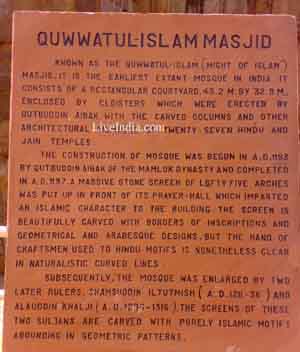 QUWWATUL-ISLAM MASJID
KNOWN AS THE QUWWATUL-ISLAM (MIGHT OF ISLAM)
MASJID, IT IS THE EARLIEST EXTANT MOSQUE IN INDIA. IT
CONSISTS OF A RECTANGULAR COURTYARD, 43.2 M. BY 32.9 M.,
ENCLOSED BY CLOISTERS WHICH WERE ERECTED BY
QUTBUDDIN AIBAK WITH THE CARVED COLUMNS AND OTHER
ARCHITECTURAL LiveIndia.com TWENTY SEVEN HINDU AND
JAIN TEMPLES.
THE CONSTRUCTION OF MOSQUE WAS BEGUN IN A.D. 1192
BY QUTBUDDIN AIBAK OF THE MAMLUK DYNASTY AND COMPLETED
IN A.D. 1197. A MASSIVE STONE SCREEN OF LOFTY FIVE ARCHES
WAS PUT UP IN FRONT OF ITS PRAYER-HALL WHICH IMPARTED
AN ISLAMIC CHARACTER TO THE BUILDING. THE SCREEN IS
BEAUTIFULLY CARVED WITH BORDERS OF INSCRIPTIONS AND
GEOMETRICAL AND ARABESQUE DESIGNS, BUT THE HAND OF
CRAFTSMEN USED TO HINDU-MOTIFS IS NONETHELESS CLEAR
IN NATURALISTIC CURVED LINES.
SUBSEQUENTLY, THE MOSQUE WAS ENLARGED BY TWO
LATER RULERS, SHAMSUDDIN ILTUTMISH (A.D. 1211-36) AND
ALAUDDIN KHALJI (A.D. 1296-1316). THE SCREENS OF THESE
TWO SULTANS ARE CARVED WITH PURELY ISLAMIC MOTIFS
ABOUNDING IN GEOMETRIC PATTERNS.